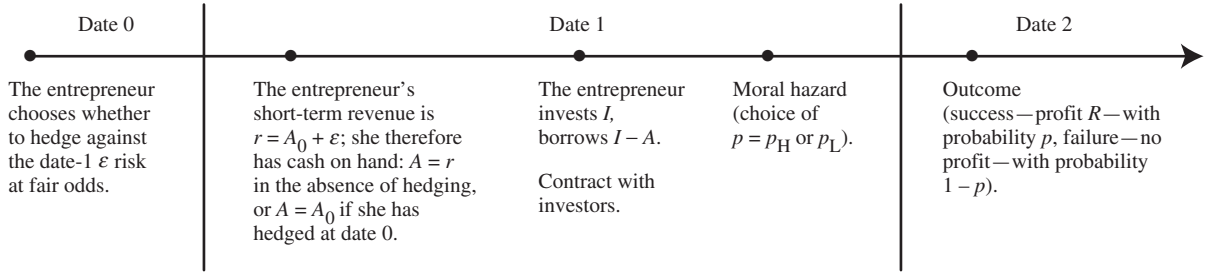 Date 0
Date 1
Date 2
The entrepreneur
chooses whether
to hedge against
the date-1 ε risk
at fair odds.
The entrepreneur's
short-term revenue is
r = A₀ + ε; she therefore
has cash on hand: A = r
in the absence of hedging,
or A = A₀ if she has
hedged at date 0.
The entrepreneur
invests I,
borrows I – A.
Contract with
investors.
Moral hazard
(choice of
p = p_H or p_L).
Outcome
(success—profit R—with
probability p, failure—no
profit—with probability
1 – p).